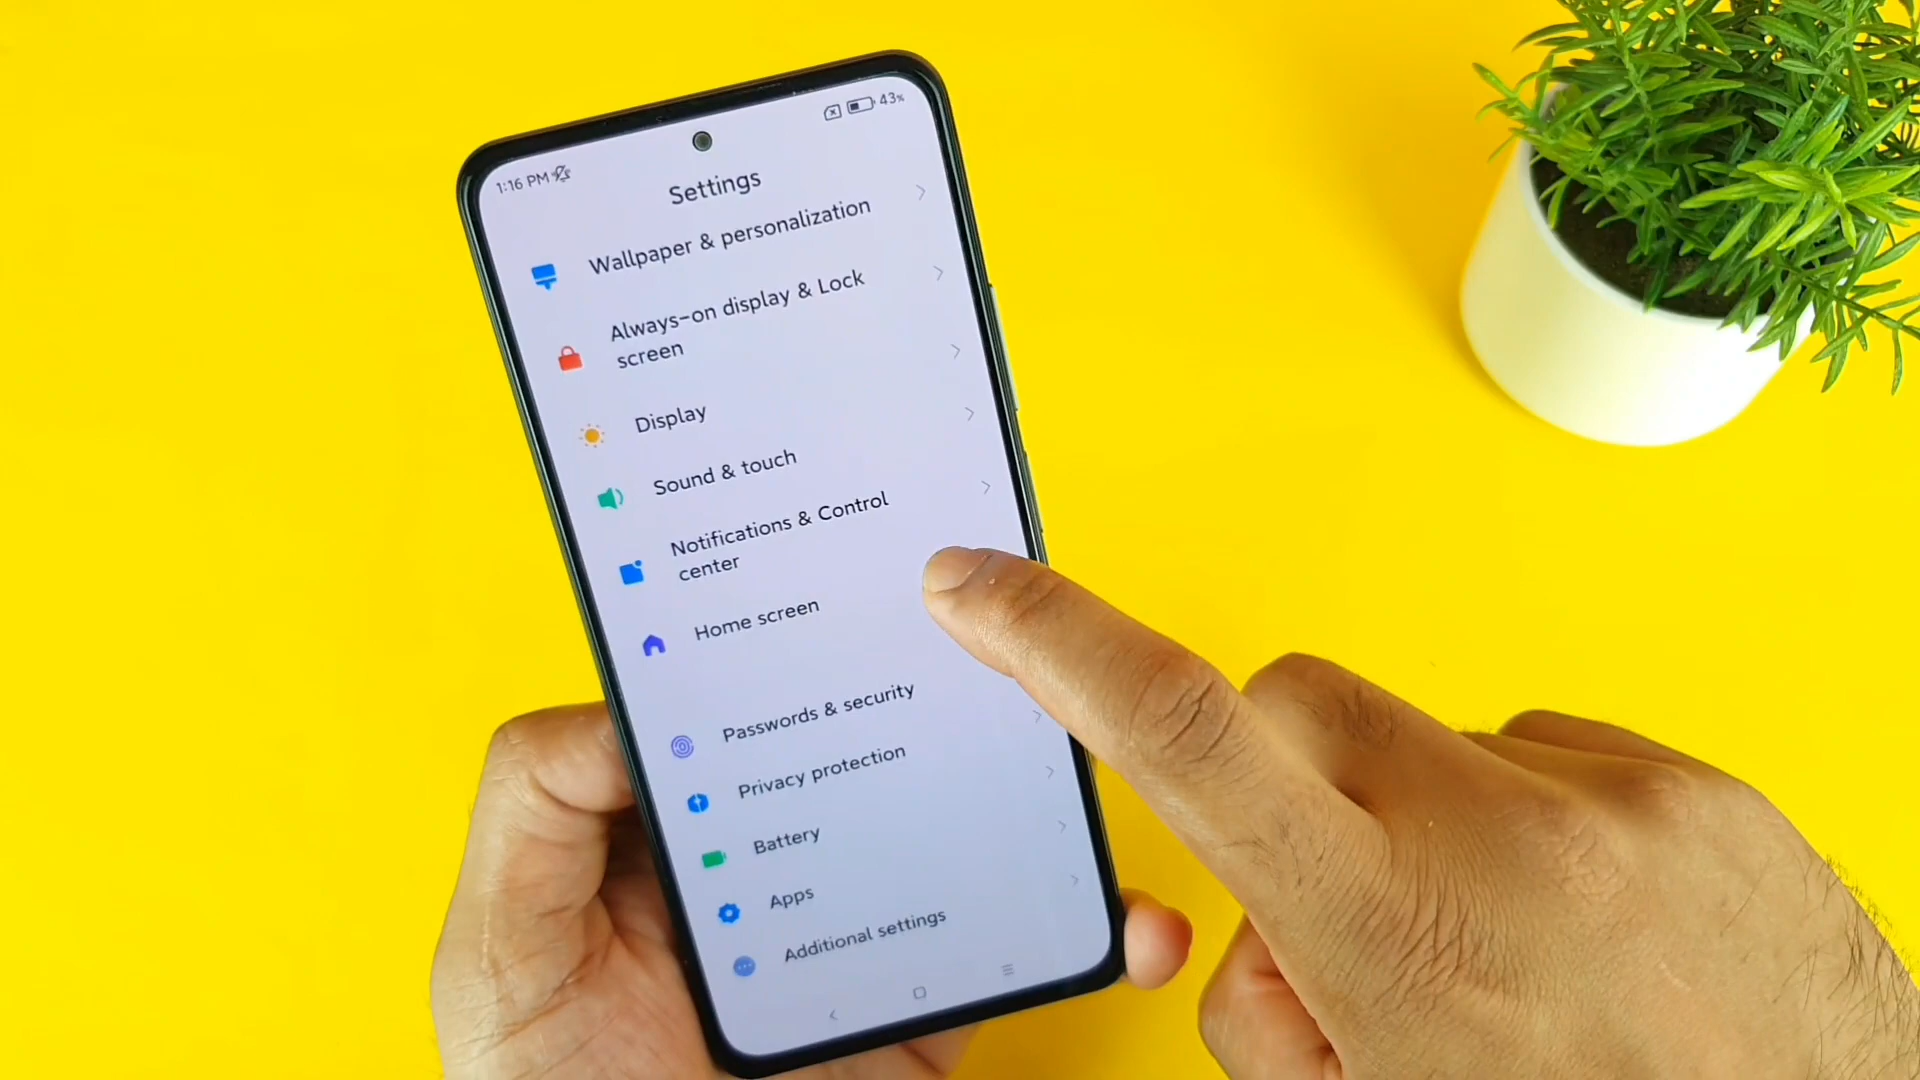 1:16 PM
43%
Settings
Wallpaper & personalization
Always-on display & Lock
screen
Display
Sound & touch
Notifications & Control
center
Home screen
Passwords & security
Privacy protection
Battery
Apps
Additional settings